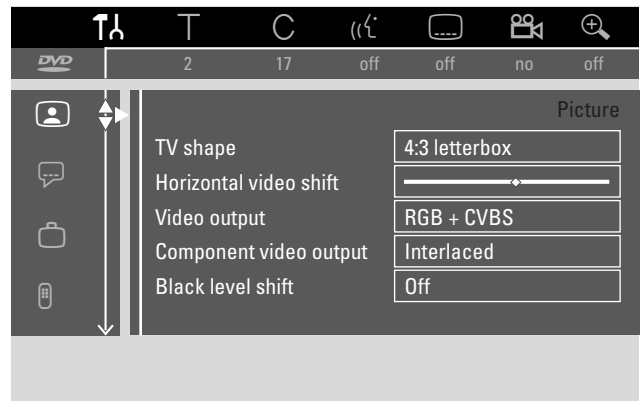 T C
DVD 2 17 off off no off
Picture
TV shape 4:3 letterbox
Horizontal video shift
Video output RGB + CVBS
Component video output Interlaced
Black level shift Off